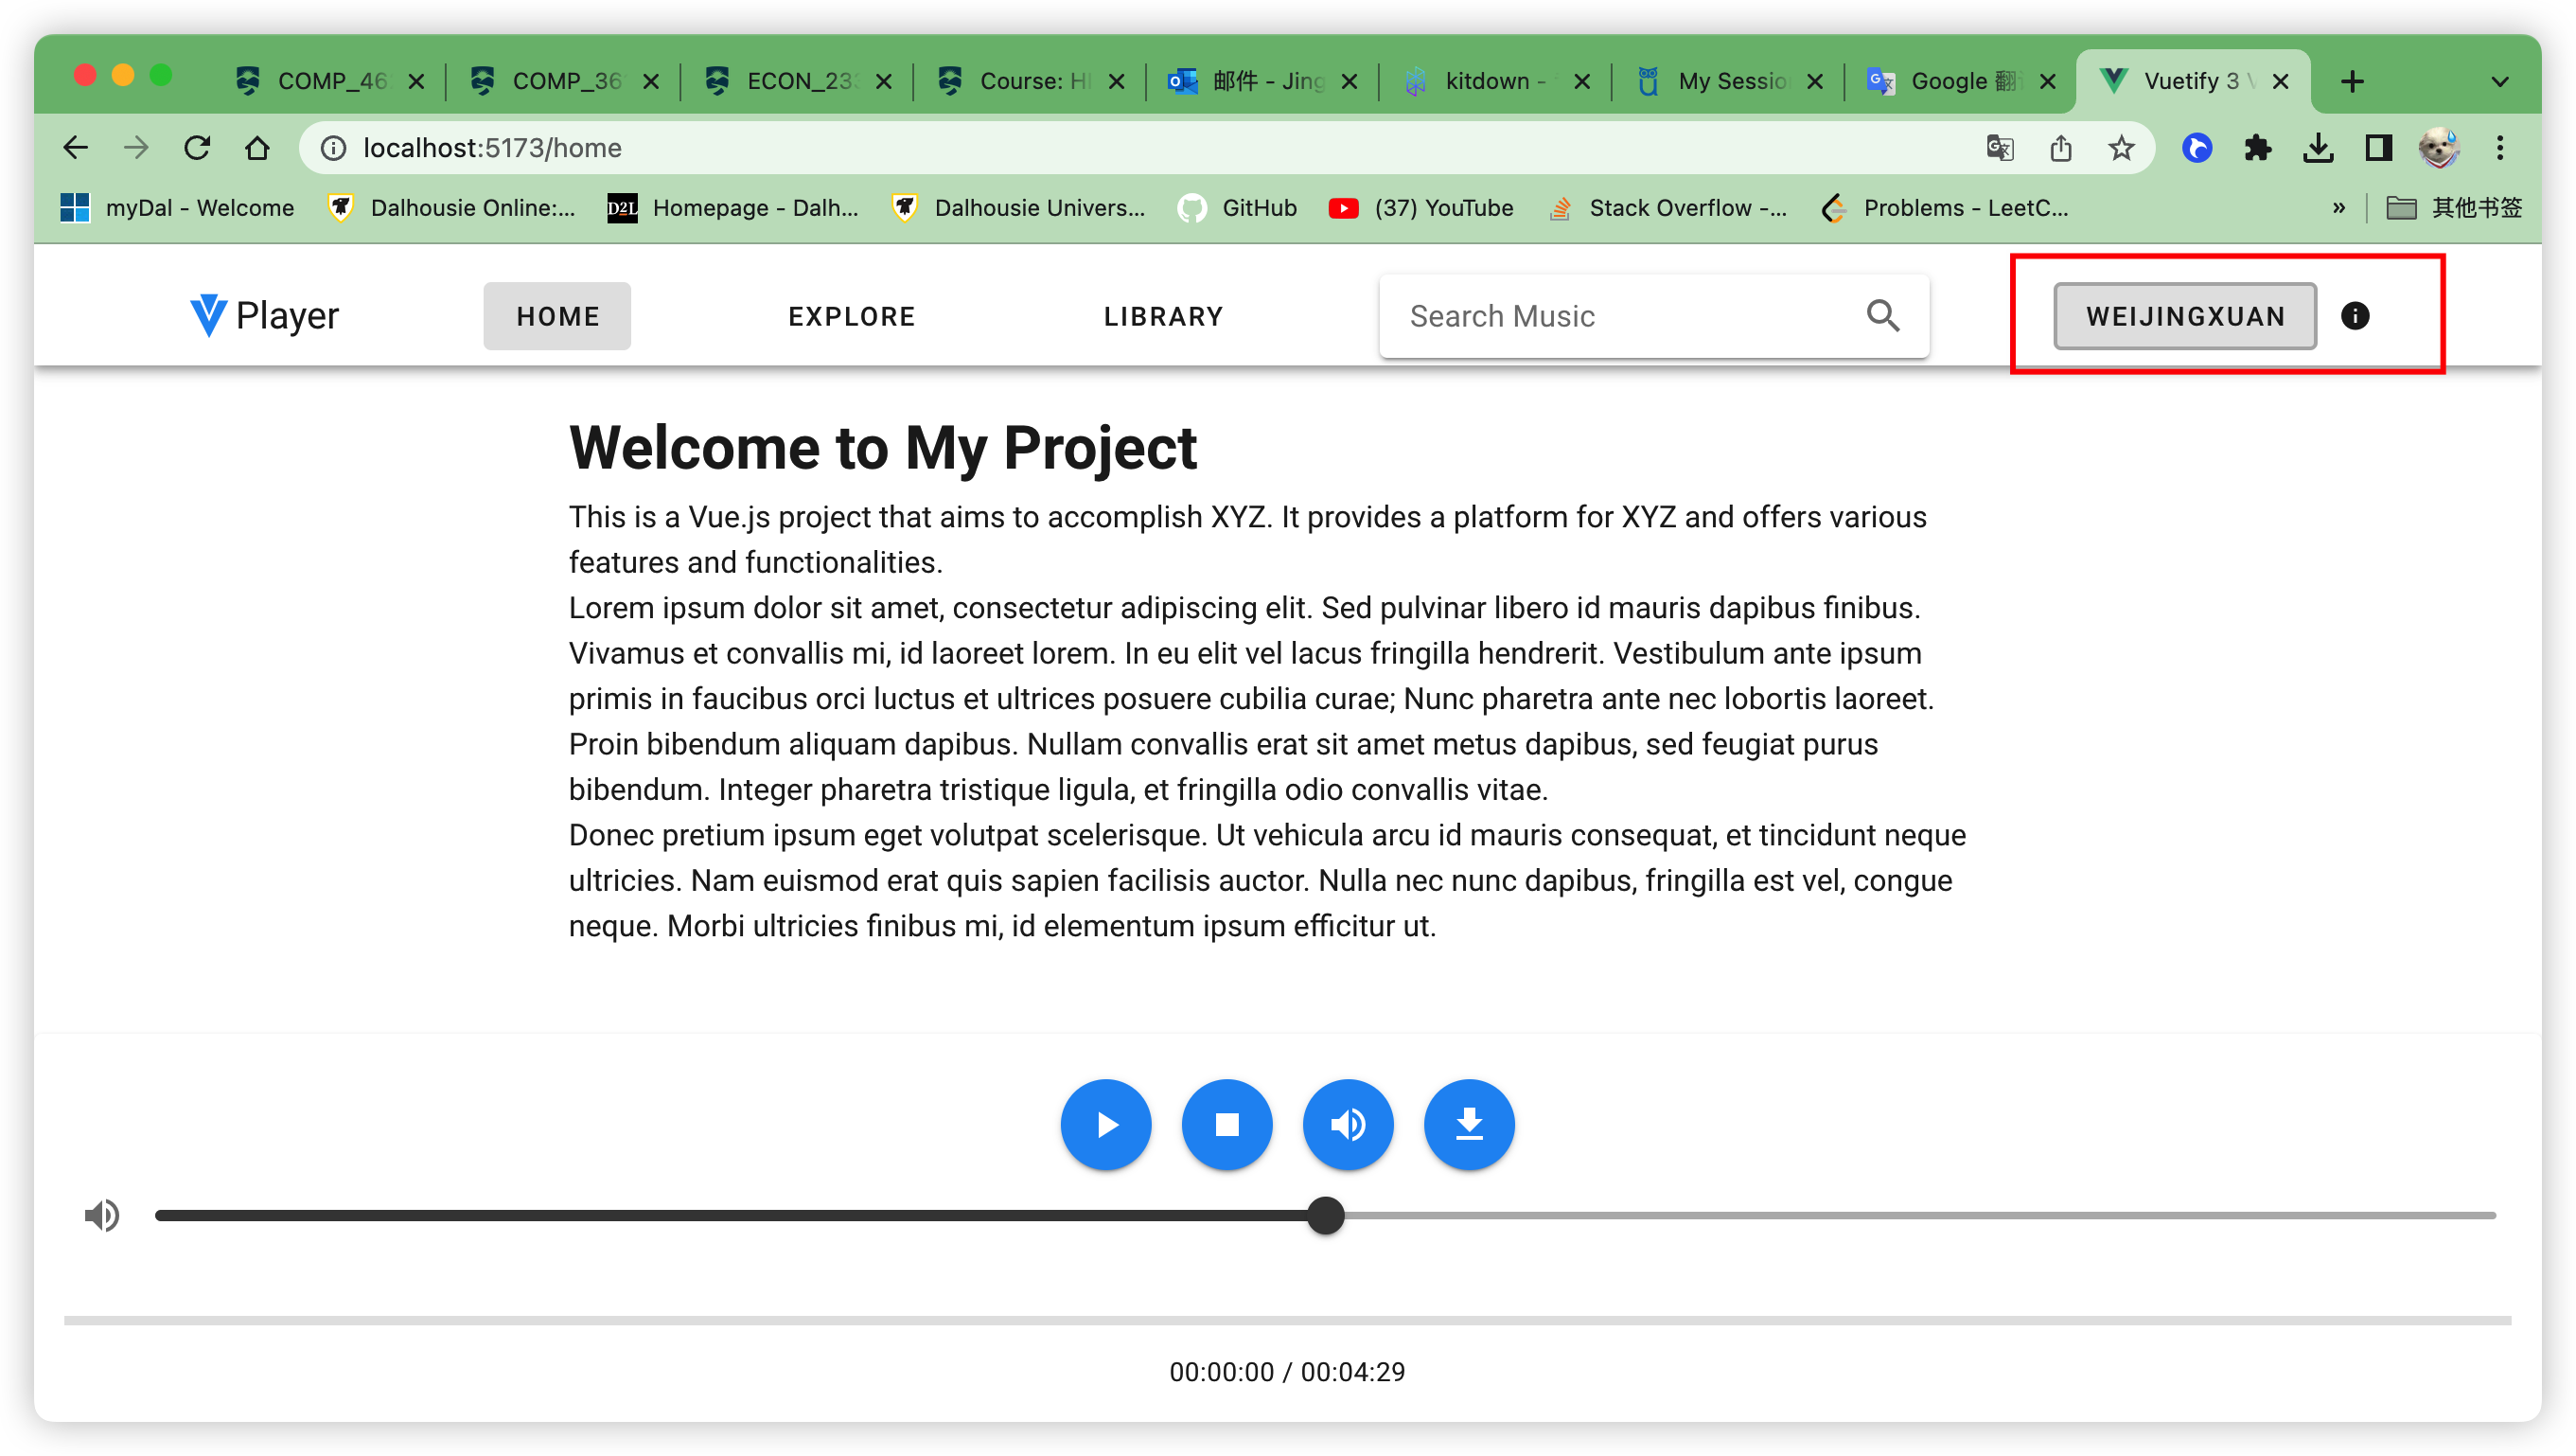 COMP_46
COMP_36
ECON_233
Course: H
邮件 - Jing
kitdown -
My Sessio
Google 翻
Vuetify 3
localhost:5173/home
myDal - Welcome
Dalhousie Online:...
D2L
Homepage - Dalh...
Dalhousie Univers...
GitHub
(37) YouTube
Stack Overflow -...
Problems - LeetC...
»
其他书签
Player
HOME
EXPLORE
LIBRARY
Search Music
WEIJINGXUAN
Welcome to My Project
This is a Vue.js project that aims to accomplish XYZ. It provides a platform for XYZ and offers various
features and functionalities.
Lorem ipsum dolor sit amet, consectetur adipiscing elit. Sed pulvinar libero id mauris dapibus finibus.
Vivamus et convallis mi, id laoreet lorem. In eu elit vel lacus fringilla hendrerit. Vestibulum ante ipsum
primis in faucibus orci luctus et ultrices posuere cubilia curae; Nunc pharetra ante nec lobortis laoreet.
Proin bibendum aliquam dapibus. Nullam convallis erat sit amet metus dapibus, sed feugiat purus
bibendum. Integer pharetra tristique ligula, et fringilla odio convallis vitae.
Donec pretium ipsum eget volutpat scelerisque. Ut vehicula arcu id mauris consequat, et tincidunt neque
ultricies. Nam euismod erat quis sapien facilisis auctor. Nulla nec nunc dapibus, fringilla est vel, congue
neque. Morbi ultricies finibus mi, id elementum ipsum efficitur ut.
00:00:00 / 00:04:29